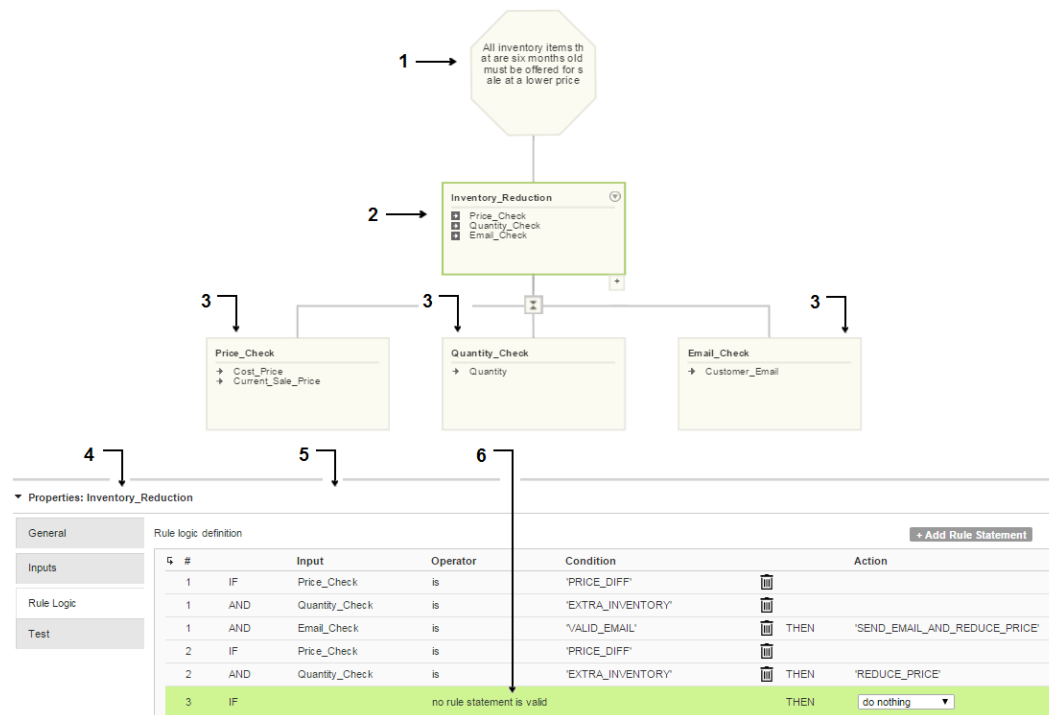 1
All inventory items th
at are six months old
must be offered for s
ale at a lower price
2
Inventory_Reduction
Price_Check
Quantity_Check
Email_Check
3
3
3
Price_Check
Cost_Price
Current_Sale_Price
Quantity_Check
Quantity
Email_Check
Customer_Email
4
5
6
Properties: Inventory_Reduction
General
Inputs
Rule Logic
Test
Rule logic definition
+ Add Rule Statement
# Input Operator Condition Action
1 IF Price_Check is 'PRICE_DIFF'
1 AND Quantity_Check is 'EXTRA_INVENTORY'
1 AND Email_Check is 'VALID_EMAIL' THEN 'SEND_EMAIL_AND_REDUCE_PRICE'
2 IF Price_Check is 'PRICE_DIFF'
2 AND Quantity_Check is 'EXTRA_INVENTORY' THEN 'REDUCE_PRICE'
3 IF no rule statement is valid THEN do nothing